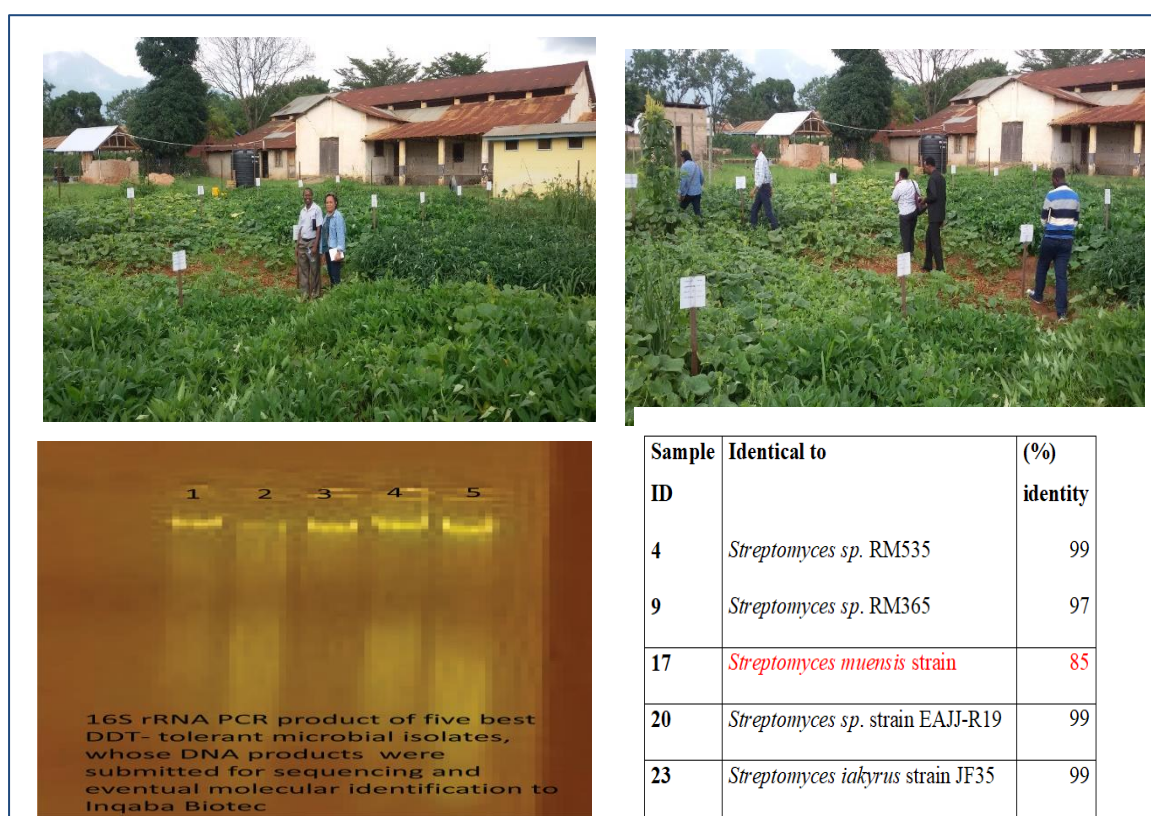 1 2 3 4 5
16S rRNA PCR product of five best
DDT- tolerant microbial isolates,
whose DNA products were
submitted for sequencing and
eventual molecular identification to
Inqaba Biotec
Sample ID Identical to (%) identity
4 Streptomyces sp. RM535 99
9 Streptomyces sp. RM365 97
17 Streptomyces muensis strain 85
20 Streptomyces sp. strain EAJJ-R19 99
23 Streptomyces iakyrus strain JF35 99